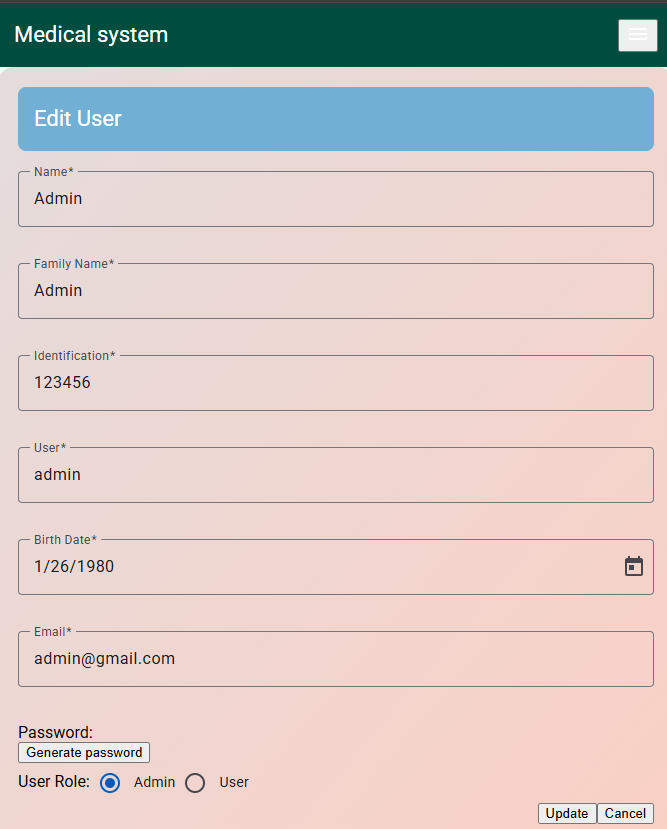 Medical system
Edit User
Name*
Admin
Family Name*
Admin
Identification*
123456
User*
admin
Birth Date*
1/26/1980
Email*
admin@gmail.com
Password:
Generate password
User Role: Admin User
Update Cancel